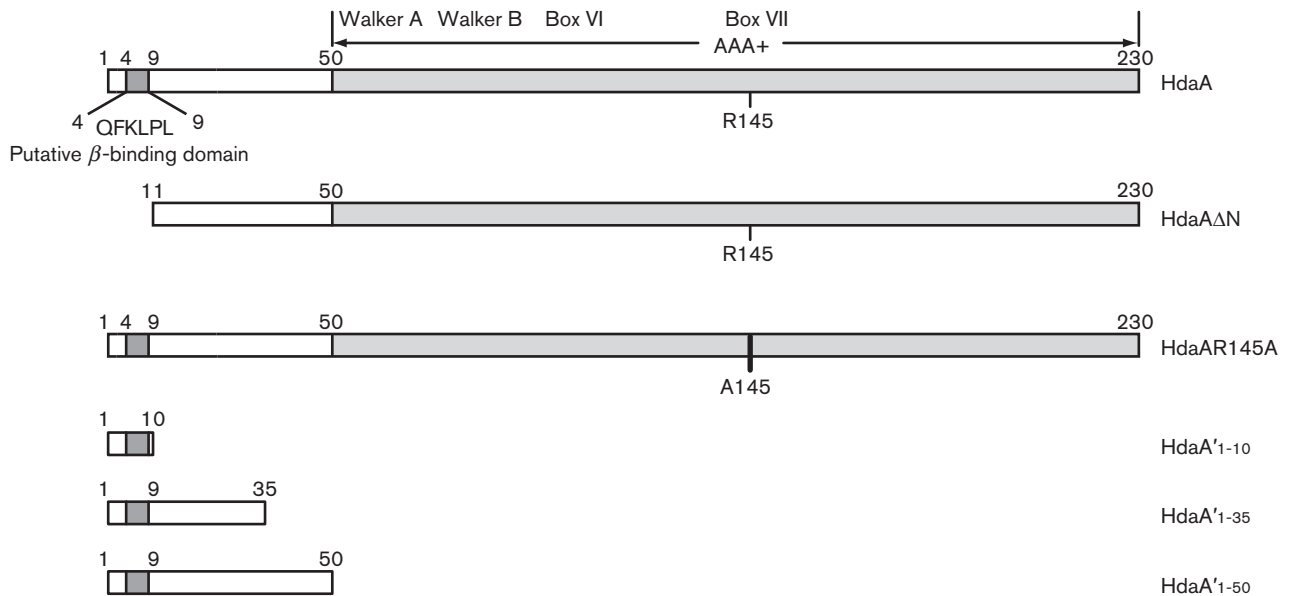 Walker A Walker B Box VI Box VII
AAA+
1 4 9 50 230
HdaA
4 QFKLPL 9
R145
Putative β-binding domain
11 50 230
HdaAΔN
R145
1 4 9 50 230
HdaAR145A
A145
1 10
HdaA′1-10
1 9 35
HdaA′1-35
1 9 50
HdaA′1-50